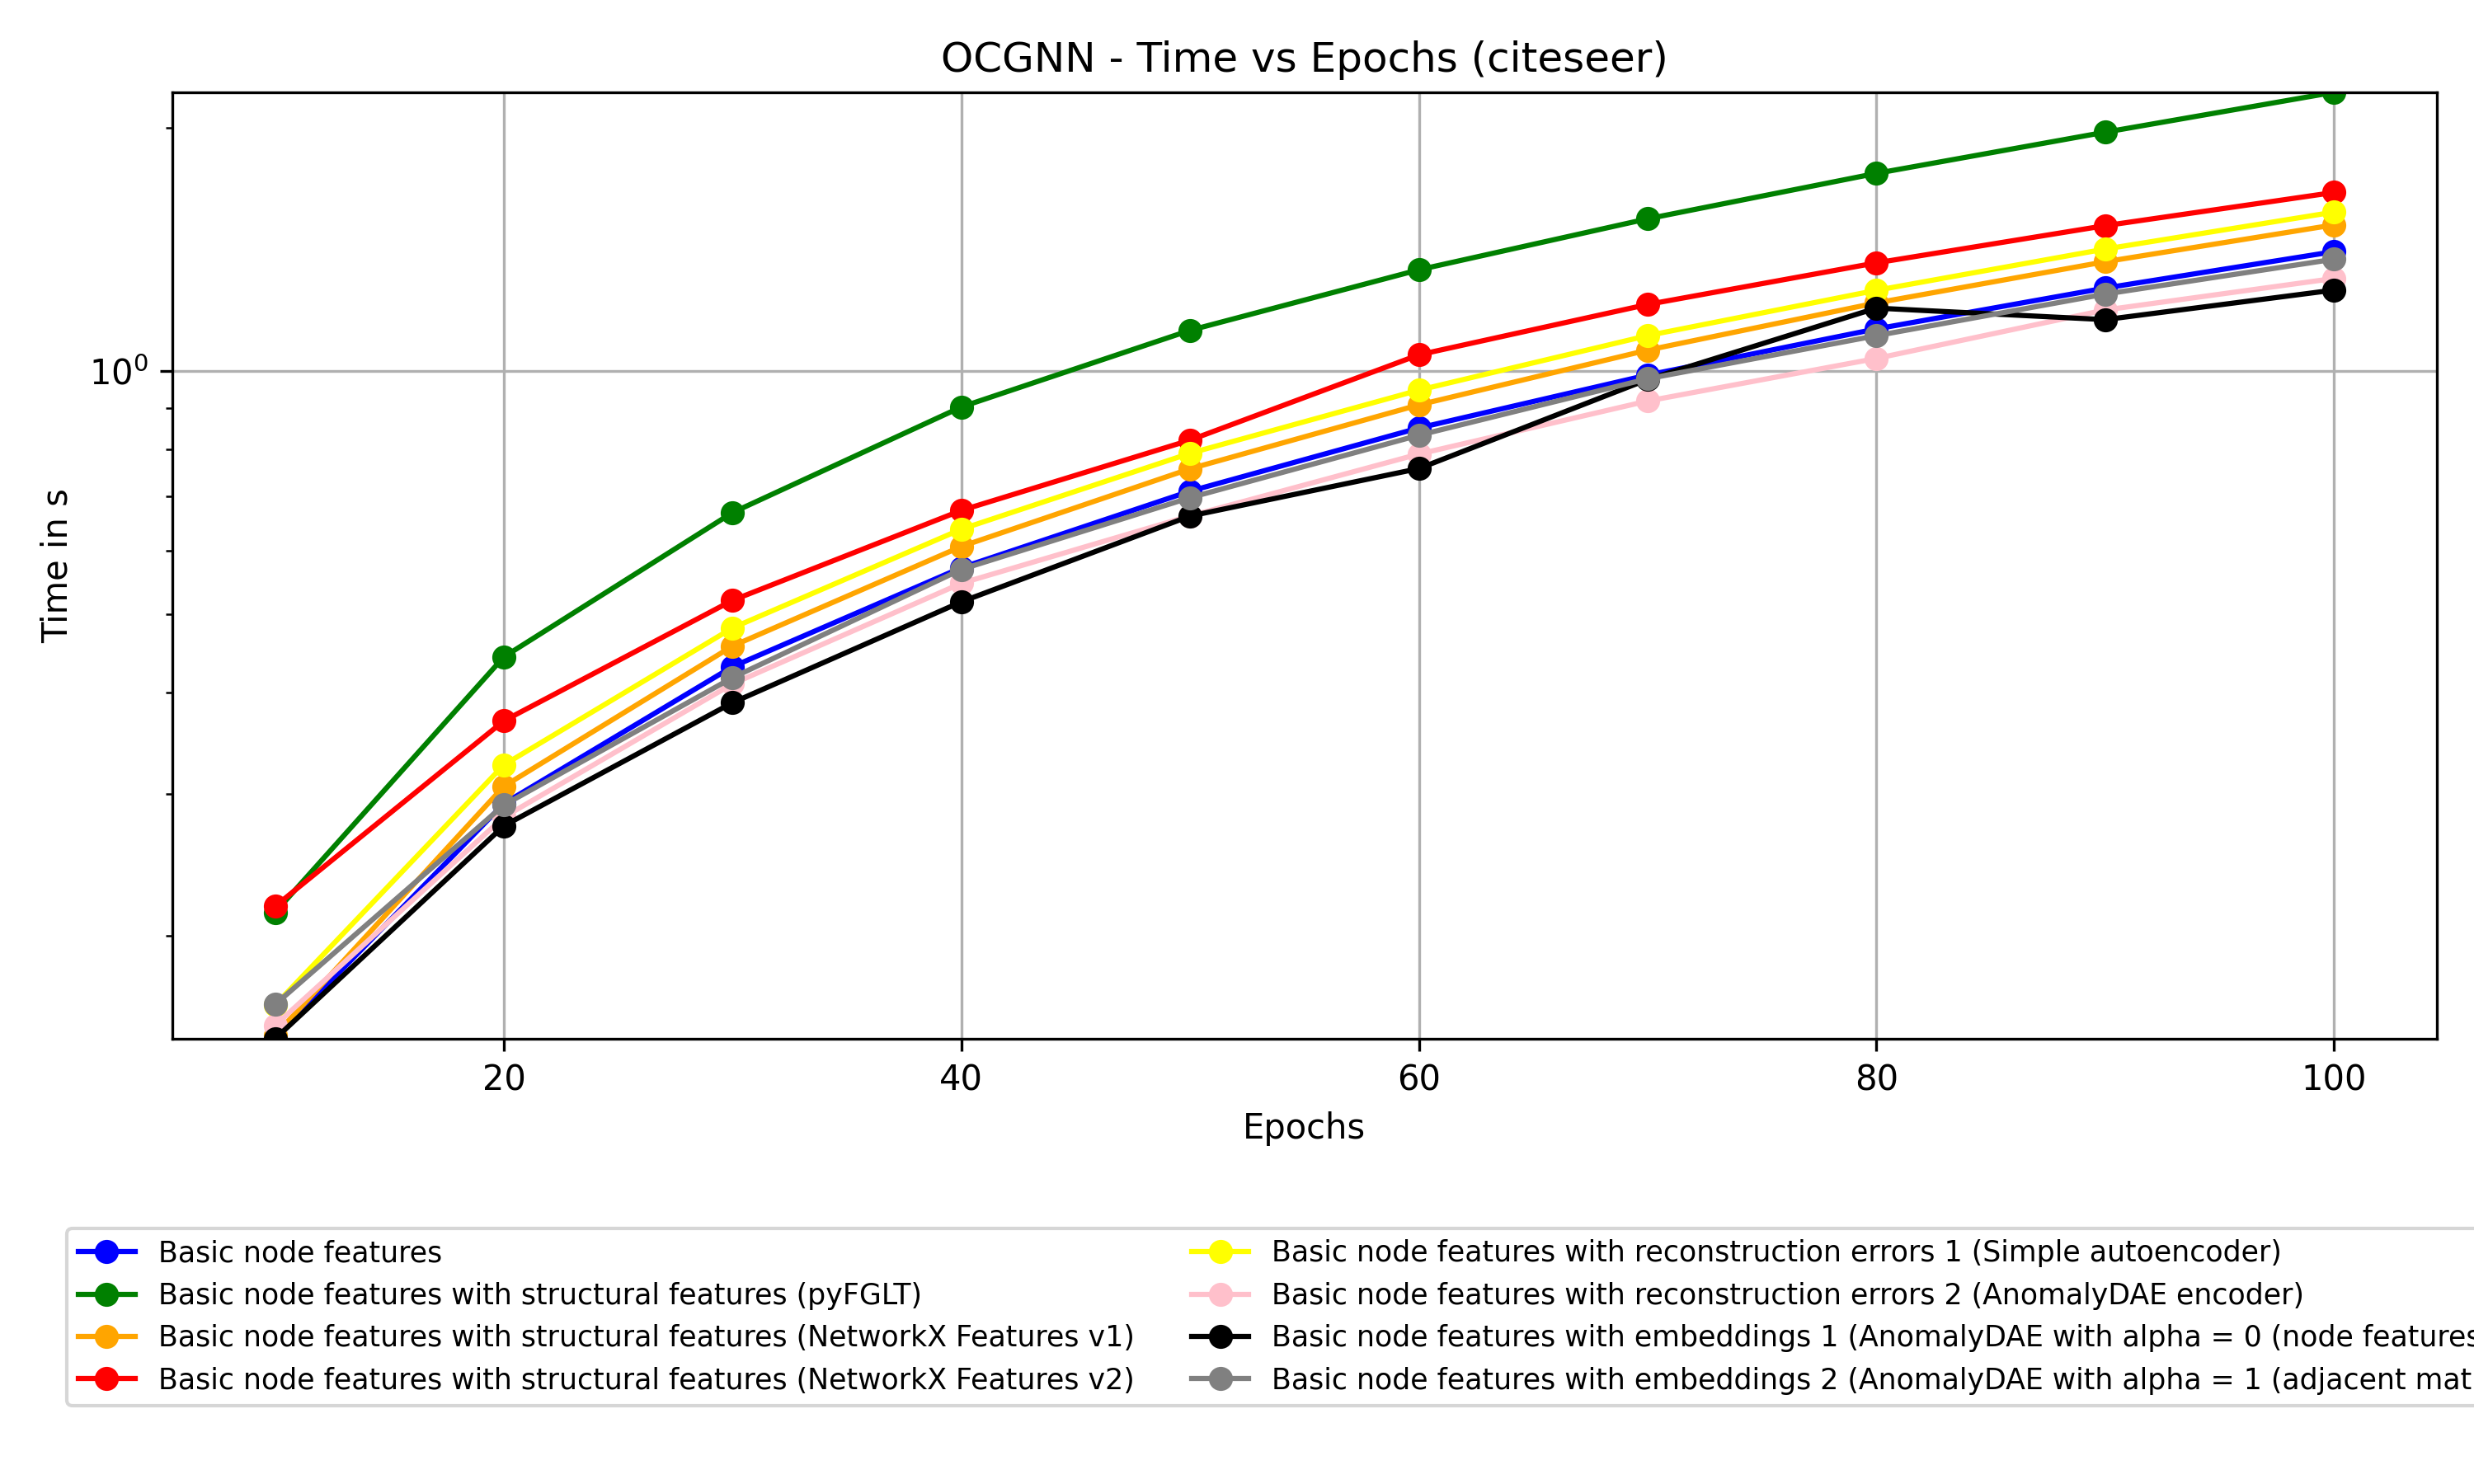 OCGNN - Time vs Epochs (citeseer)
10⁰
Time in s
20 40 60 80 100
Epochs
Basic node features
Basic node features with structural features (pyFGLT)
Basic node features with structural features (NetworkX Features v1)
Basic node features with structural features (NetworkX Features v2)
Basic node features with reconstruction errors 1 (Simple autoencoder)
Basic node features with reconstruction errors 2 (AnomalyDAE encoder)
Basic node features with embeddings 1 (AnomalyDAE with alpha = 0 (node features
Basic node features with embeddings 2 (AnomalyDAE with alpha = 1 (adjacent mat